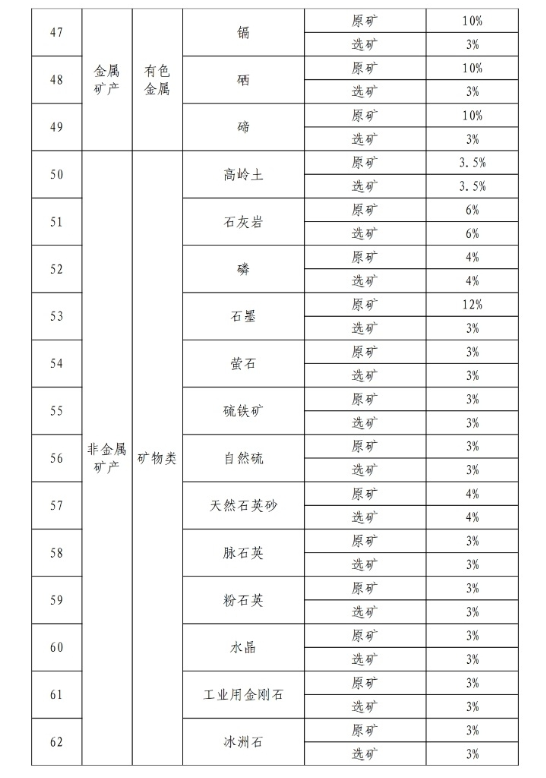 47 镉 原矿 10%
选矿 3%
48 金属矿产 有色金属 硒 原矿 10%
选矿 3%
49 碲 原矿 10%
选矿 3%
50 高岭土 原矿 3.5%
选矿 3.5%
51 石灰岩 原矿 6%
选矿 6%
52 磷 原矿 4%
选矿 4%
53 石墨 原矿 12%
选矿 3%
54 萤石 原矿 3%
选矿 3%
55 硫铁矿 原矿 3%
选矿 3%
56 非金属矿产 矿物类 自然硫 原矿 3%
选矿 3%
57 天然石英砂 原矿 4%
选矿 4%
58 脉石英 原矿 3%
选矿 3%
59 粉石英 原矿 3%
选矿 3%
60 水晶 原矿 3%
选矿 3%
61 工业用金刚石 原矿 3%
选矿 3%
62 冰洲石 原矿 3%
选矿 3%